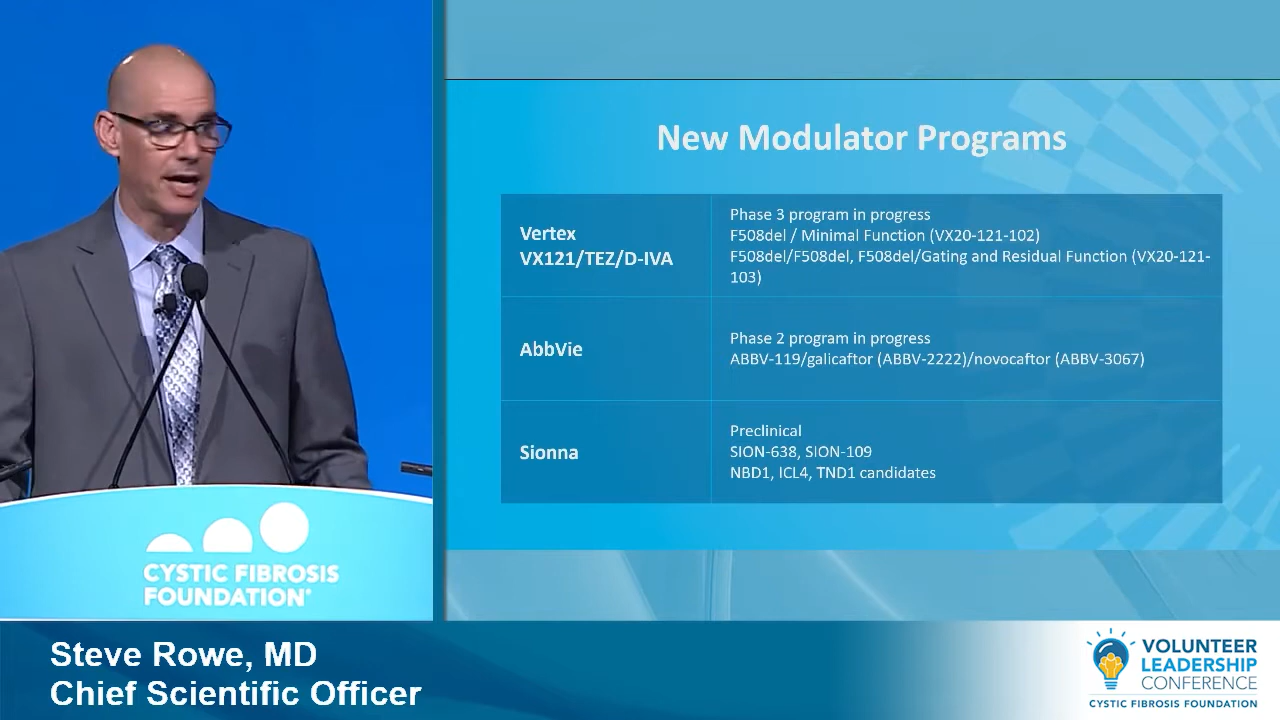 New Modulator Programs
Vertex
VX121/TEZ/D-IVA
Phase 3 program in progress
F508del / Minimal Function (VX20-121-102)
F508del/F508del, F508del/Gating and Residual Function (VX20-121-
103)
AbbVie
Phase 2 program in progress
ABBV-119/galicaftor (ABBV-2222)/novocaftor (ABBV-3067)
Sionna
Preclinical
SION-638, SION-109
NBD1, ICL4, TND1 candidates
CYSTIC FIBROSIS
FOUNDATION®
Steve Rowe, MD
Chief Scientific Officer
VOLUNTEER
LEADERSHIP
CONFERENCE
CYSTIC FIBROSIS FOUNDATION